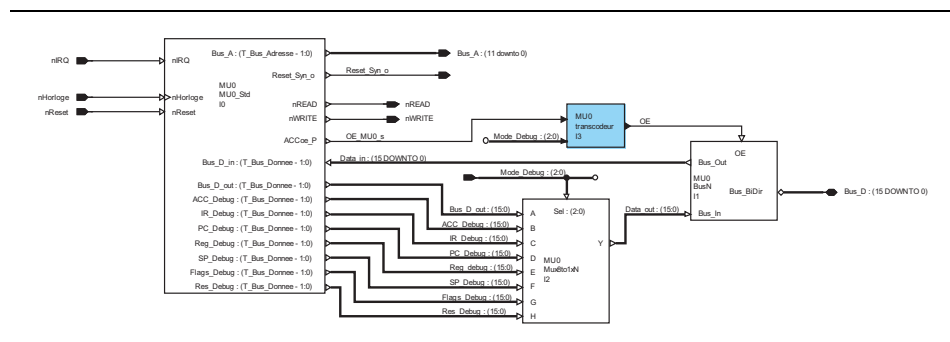 nIRQ
nHorloge
nReset
Bus_A : (T_Bus_Adresse - 1:0)
nIRQ
Reset_Syn_o
MU0
MU0_Std
I0
nHorloge
nREAD
nReset
nWRITE
ACCoe_P
Bus_D_in : (T_Bus_Donnee - 1:0)
Bus_D_out : (T_Bus_Donnee - 1:0)
ACC_Debug : (T_Bus_Donnee - 1:0)
IR_Debug : (T_Bus_Donnee - 1:0)
PC_Debug : (T_Bus_Donnee - 1:0)
Reg_Debug : (T_Bus_Donnee - 1:0)
SP_Debug : (T_Bus_Donnee - 1:0)
Flags_Debug : (T_Bus_Donnee - 1:0)
Res_Debug : (T_Bus_Donnee - 1:0)
Bus_A : (11 downto 0)
Reset_Syn_o
nREAD
nWRITE
OE_MU0_s
Mode_Debug : (2:0)
MU0
transcodeur
I3
OE
Data_in : (15 DOWNTO 0)
Mode_Debug : (2:0)
Bus_D_out : (15:0)
ACC_Debug : (15:0)
IR_Debug : (15:0)
PC_Debug : (15:0)
Reg_debug : (15:0)
SP_Debug : (15:0)
Flags_Debug : (15:0)
Res_Debug : (15:0)
Sel : (2:0)
A
B
C
D
E
F
G
H
Y
MU0
Mux8to1xN
I2
Data_out : (15:0)
OE
Bus_Out
MU0
BusN
I1
Bus_BiDir
Bus_In
Bus_D : (15 DOWNTO 0)